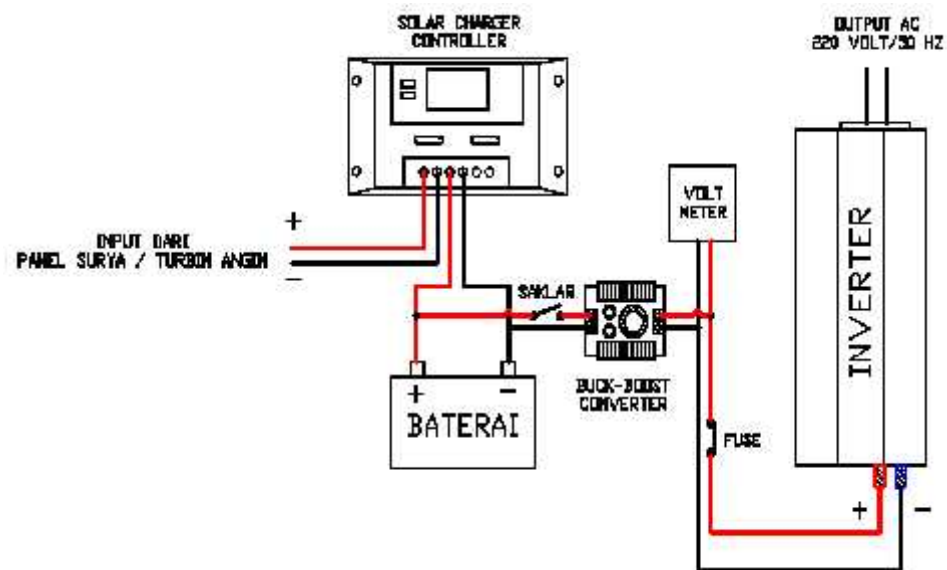 SOLAR CHARGER
CONTROLLER
OUTPUT AC
220 VOLT/50 HZ
VOLT
METER
+
INPUT DARI
PANEL SURYA / TURBIN ANGIN
−
SAKLAR
INVERTER
BUCK-BOOST
CONVERTER
+ −
BATERAI
FUSE
+ −